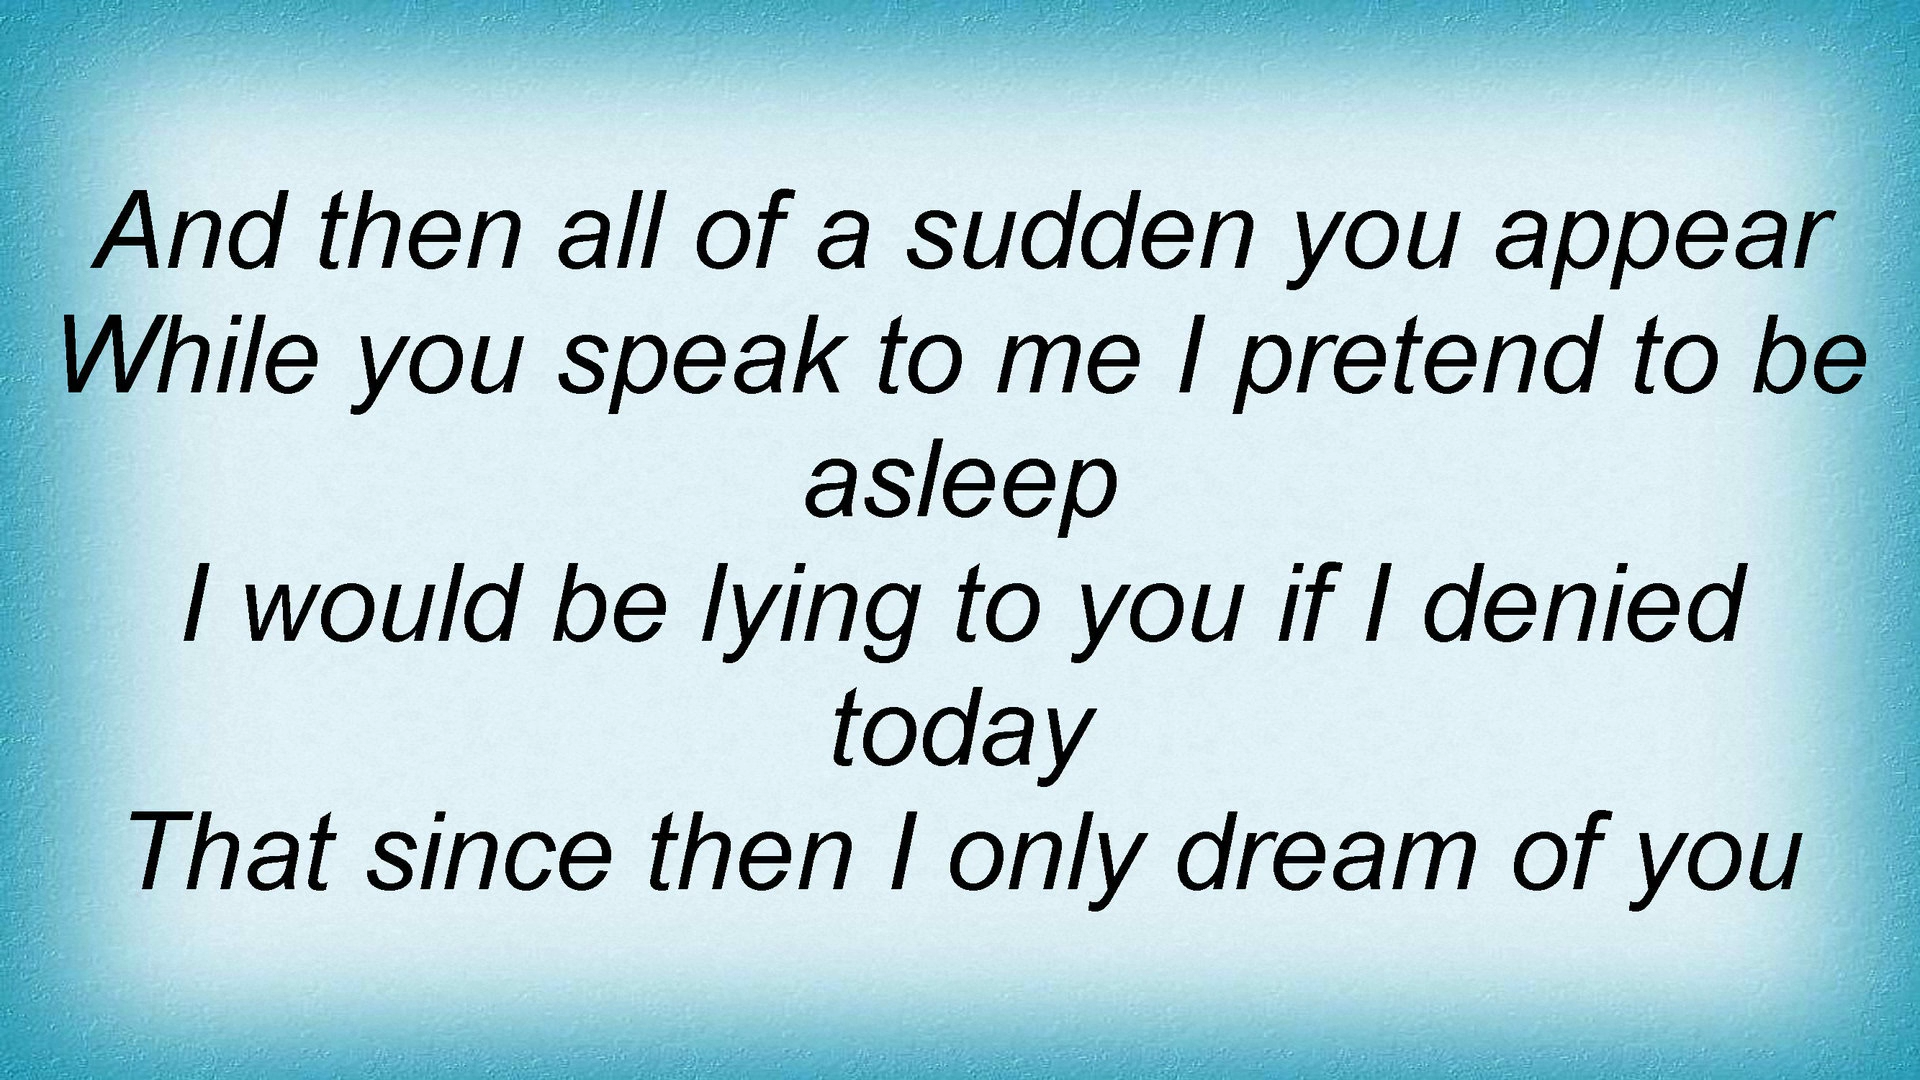 And then all of a sudden you appear
While you speak to me I pretend to be
asleep
I would be lying to you if I denied
today
That since then I only dream of you